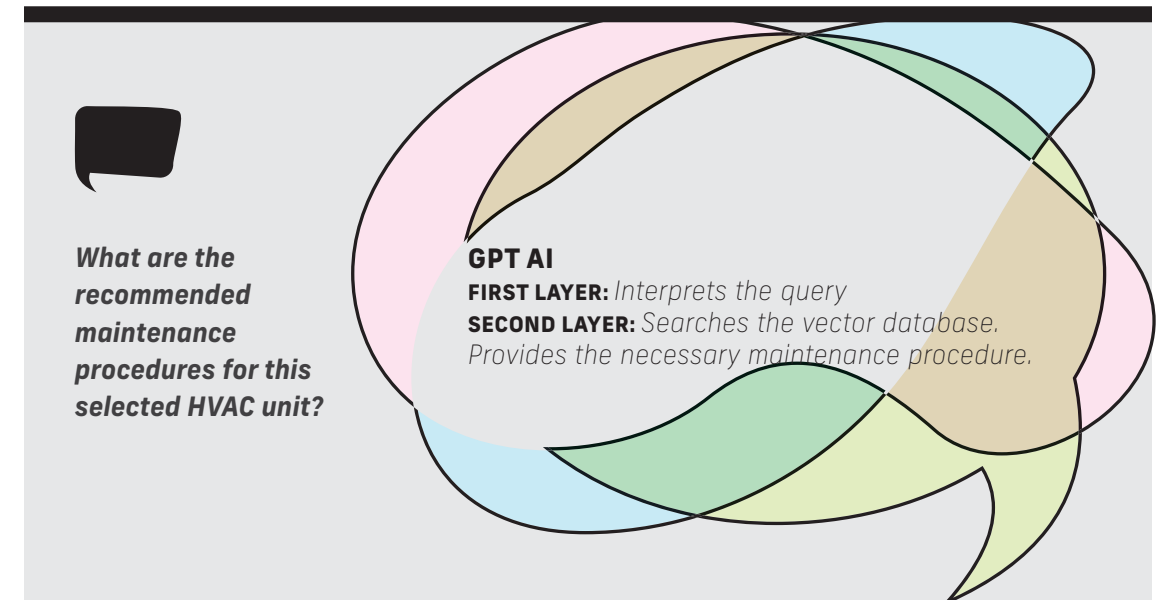 What are the
recommended
maintenance
procedures for this
selected HVAC unit?
GPT AI
FIRST LAYER: Interprets the query
SECOND LAYER: Searches the vector database.
Provides the necessary maintenance procedure.